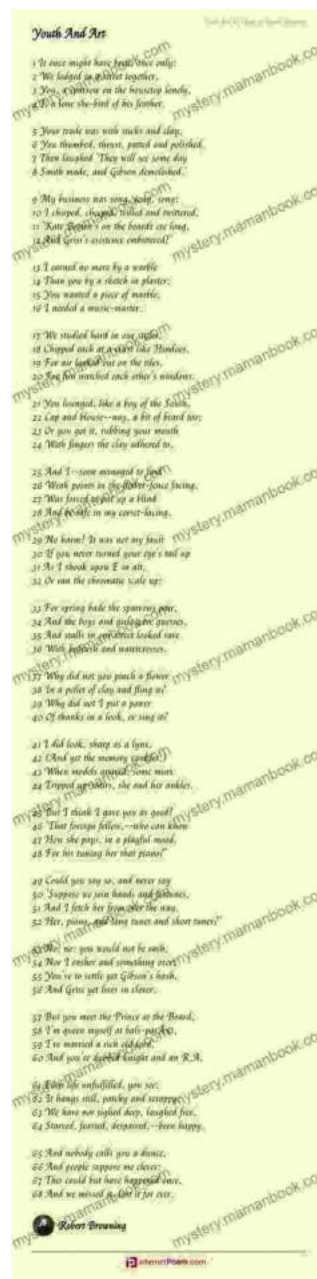 Youth And Art
1 It once might have been, once only:
2 We lodged in a street together,
3 You, a sparrow on the housetop lonely,
4 I, a lone she-bird of his feather.
5 Your trade was with sticks and clay,
6 You thumbed, thrust, patted and polished,
7 Then laughed 'They will see some day
8 Smith made, and Gibson demolished.'
9 My business was song, song, song;
10 I chirped, cheeped, trilled and twittered,
11 'Kate Brown's on the boards ere long,
12 And Grisi's existence embittered!'
13 I earned no more by a warble
14 Than you by a sketch in plaster;
15 You wanted a piece of marble,
16 I needed a music-master.
17 We studied hard in our styles,
18 Chipped each at a crust like Hindoos,
19 For air looked out on the tiles,
20 For fun watched each other's windows.
21 You lounged, like a boy of the South,
22 Cap and blouse--nay, a bit of beard too;
23 Or you got it, rubbing your mouth
24 With fingers the clay adhered to.
25 And I--soon managed to find
26 Weak points in the flower-fence facing,
27 Was forced to put up a blind
28 And be safe in my corset-lacing.
29 No harm! It was not my fault
30 If you never turned your eye's tail up
31 As I shook upon E in alt,
32 Or ran the chromatic scale up:
33 For spring bade the sparrows pair,
34 And the boys and girls gave guesses,
35 And stalls in our street looked rare
36 With bulrush and watercresses.
37 Why did not you pinch a flower
38 In a pellet of clay and fling it?
39 Why did not I put a power
40 Of thanks in a look, or sing it?
41 I did look, sharp as a lynx,
42 (And yet the memory rankles,)
43 When models arrived, some minx
44 Tripped up-stairs, she and her ankles.
45 But I think I gave you as good!
46 'That foreign fellow,--who can know
47 How she pays, in a playful mood,
48 For his tuning her that piano?'
49 Could you say so, and never say
50 'Suppose we join hands and fortunes,
51 And I fetch her from over the way,
52 Her, piano, and long tunes and short tunes?'
53 No, no: you would not be rash,
54 Nor I rasher and something over;
55 You've to settle yet Gibson's hash,
56 And Grisi yet lives in clover.
57 But you meet the Prince at the Board,
58 I'm queen myself at bals-parÃ©,
59 I've married a rich old lord,
60 And you're dubbed knight and an R.A.
61 Each life unfulfilled, you see;
62 It hangs still, patchy and scrappy:
63 We have not sighed deep, laughed free,
64 Starved, feasted, despaired,--been happy.
65 And nobody calls you a dunce,
66 And people suppose me clever:
67 This could but have happened once,
68 And we missed it, lost it for ever.
Robert Browning
InternetPoem.com
mystery.mamanbook.com